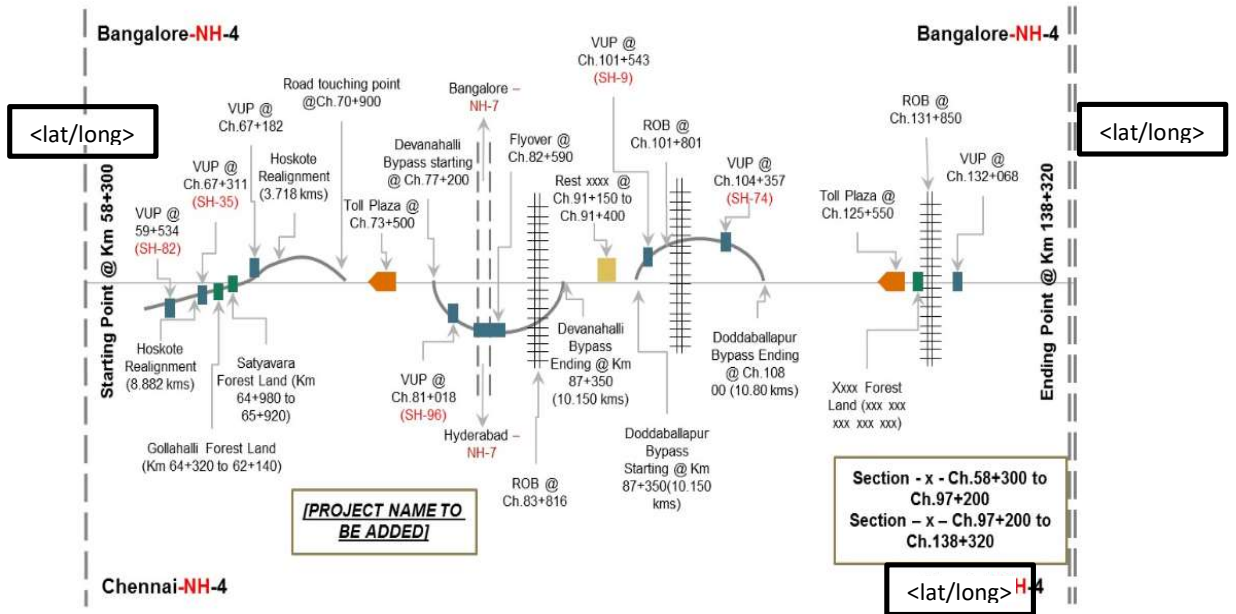 Bangalore-NH-4
Bangalore-NH-4
<lat/long>
<lat/long>
Starting Point @ Km 58+300
Ending Point @ Km 138+320
VUP @
59+534
(SH-82)
VUP @
Ch.67+311
(SH-35)
VUP @
Ch.67+182
Hoskote
Realignment
(3.718 kms)
Road touching point
@Ch.70+900
Toll Plaza @
Ch.73+500
Devanahalli
Bypass starting
@ Ch.77+200
Bangalore –
NH-7
Flyover @
Ch.82+590
VUP @
Ch.101+543
(SH-9)
Rest xxxx @
Ch.91+150 to
Ch.91+400
ROB @
Ch.101+801
VUP @
Ch.104+357
(SH-74)
Toll Plaza @
Ch.125+550
ROB @
Ch.131+850
VUP @
Ch.132+068
Hoskote
Realignment
(8.882 kms)
Satyavara
Forest Land (Km
64+980 to
65+920)
Gollahalli Forest Land
(Km 64+320 to 62+140)
VUP @
Ch.81+018
(SH-96)
Hyderabad –
NH-7
ROB @
Ch.83+816
Devanahalli
Bypass
Ending @ Km
87+350
(10.150 kms)
Doddaballapur
Bypass
Starting @ Km
87+350(10.150
kms)
Doddaballapur
Bypass Ending
@ Ch.108
00 (10.80 kms)
Xxxx Forest
Land (xxx xxx
xxx xxx xxx)
[PROJECT NAME TO
BE ADDED]
Section - x - Ch.58+300 to
Ch.97+200
Section – x – Ch.97+200 to
Ch.138+320
Chennai-NH-4
<lat/long>
H-4